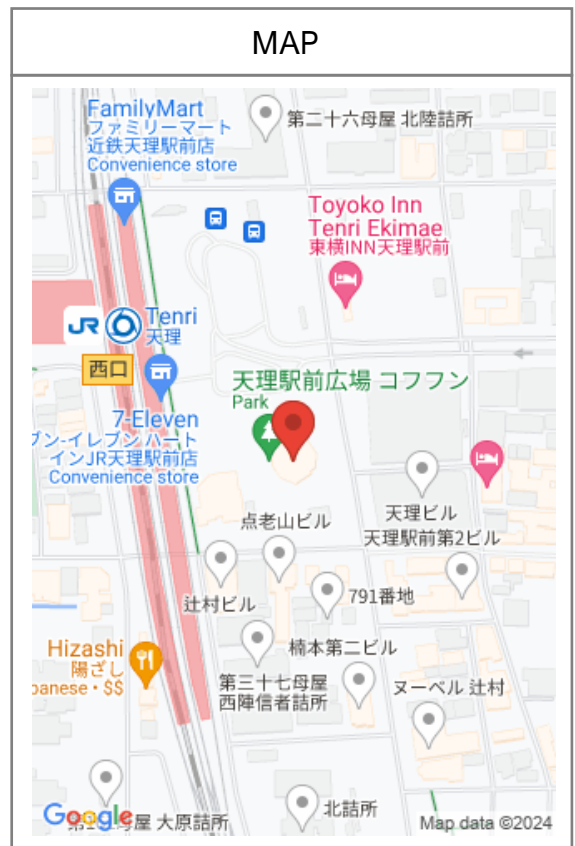 MAP
FamilyMart
ファミリーマート
近鉄天理駅前店
Convenience store
第二十六母屋 北陸詰所
Toyoko Inn
Tenri Ekimae
東横INN天理駅前
JR
Tenri
天理
西口
天理駅前広場 コフフン
Park
7-Eleven
ブン-イレブン ハート
インJR天理駅前店
Convenience store
点老山ビル
天理ビル
天理駅前第2ビル
辻村ビル
791番地
Hizashi
陽ざし
panese・$$
楠本第二ビル
第三十七母屋
西陣信者詰所
ヌーベル 辻村
Google
母屋 大原詰所
北詰所
Map data ©2024